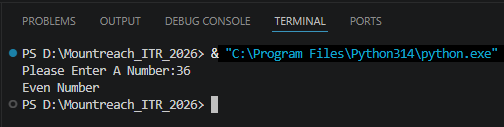 PROBLEMS OUTPUT DEBUG CONSOLE TERMINAL PORTS
PS D:\Mountreach_ITR_2026> & "C:\Program Files\Python314\python.exe"
Please Enter A Number:36
Even Number
PS D:\Mountreach_ITR_2026>